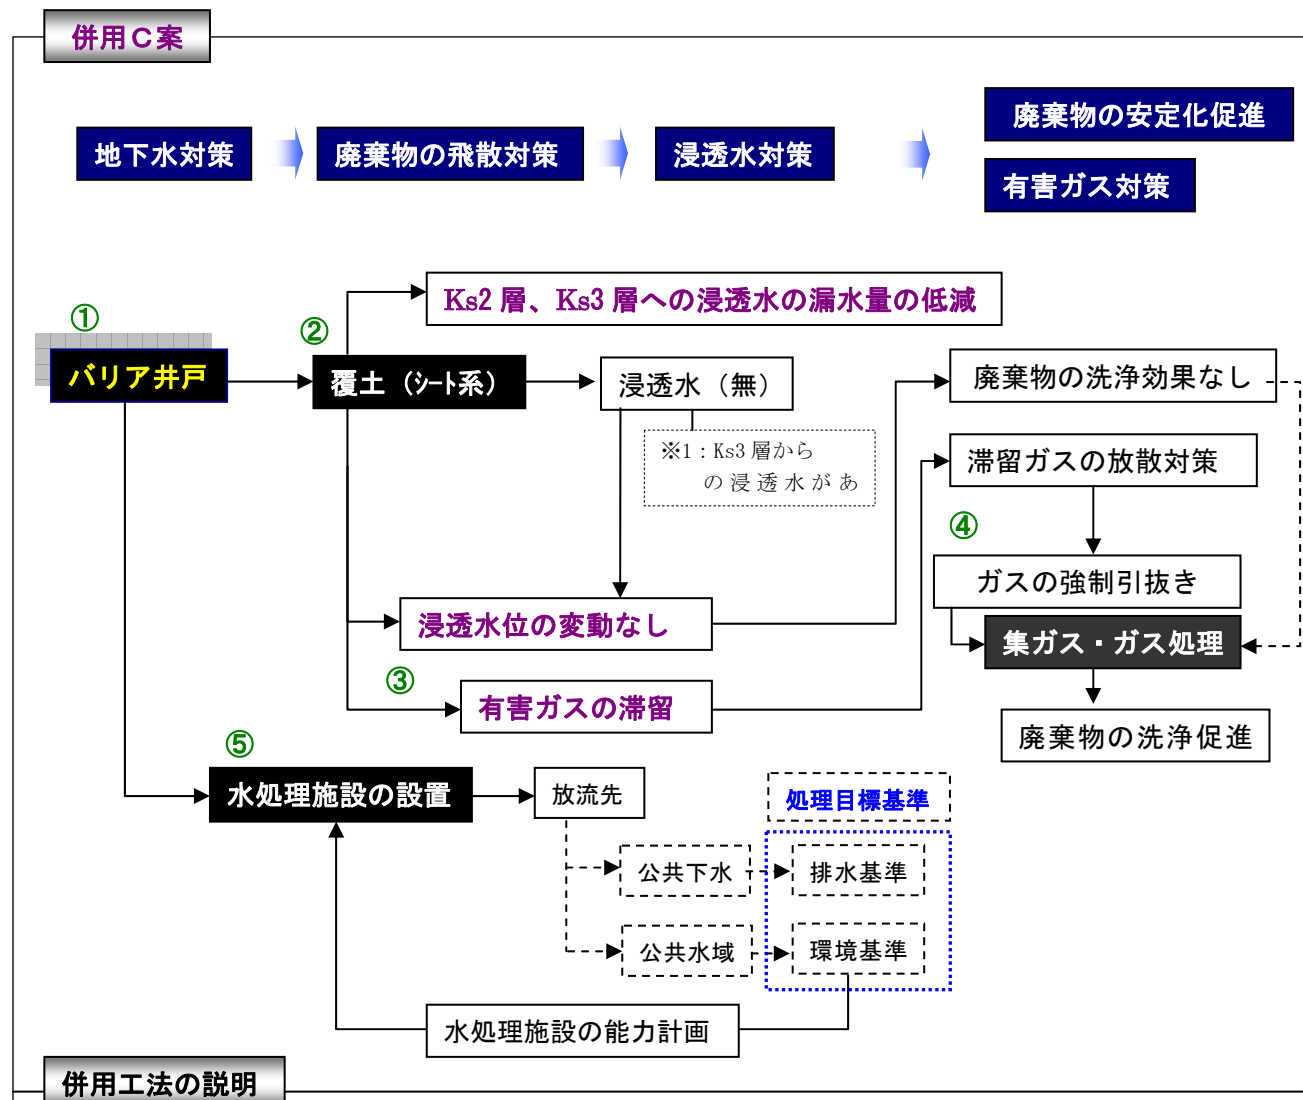 併用Ｃ案
地下水対策
廃棄物の飛散対策
浸透水対策
廃棄物の安定化促進
有害ガス対策
Ks2 層、Ks3 層への浸透水の漏水量の低減
①
②
バリア井戸
覆土（ｼｰﾄ系）
浸透水（無）
廃棄物の洗浄効果なし
※1：Ks3 層から
の浸透水があ
滞留ガスの放散対策
④
ガスの強制引抜き
浸透水位の変動なし
集ガス・ガス処理
③
有害ガスの滞留
廃棄物の洗浄促進
⑤
水処理施設の設置
放流先
処理目標基準
公共下水
排水基準
公共水域
環境基準
水処理施設の能力計画
併用工法の説明